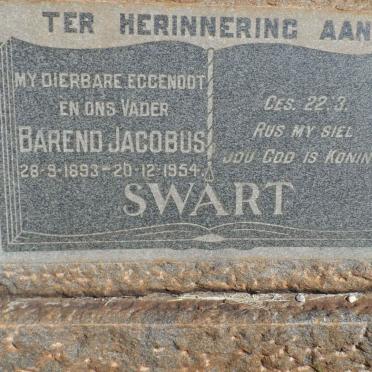 TER HERINNERING AAN
MY DIERBARE EGGENOOT
EN ONS VADER
BAREND JACOBUS
28-9-1893-20-12-1954
GES. 22.3.
RUS MY SIEL
JOU GOD IS KONIN
SWART